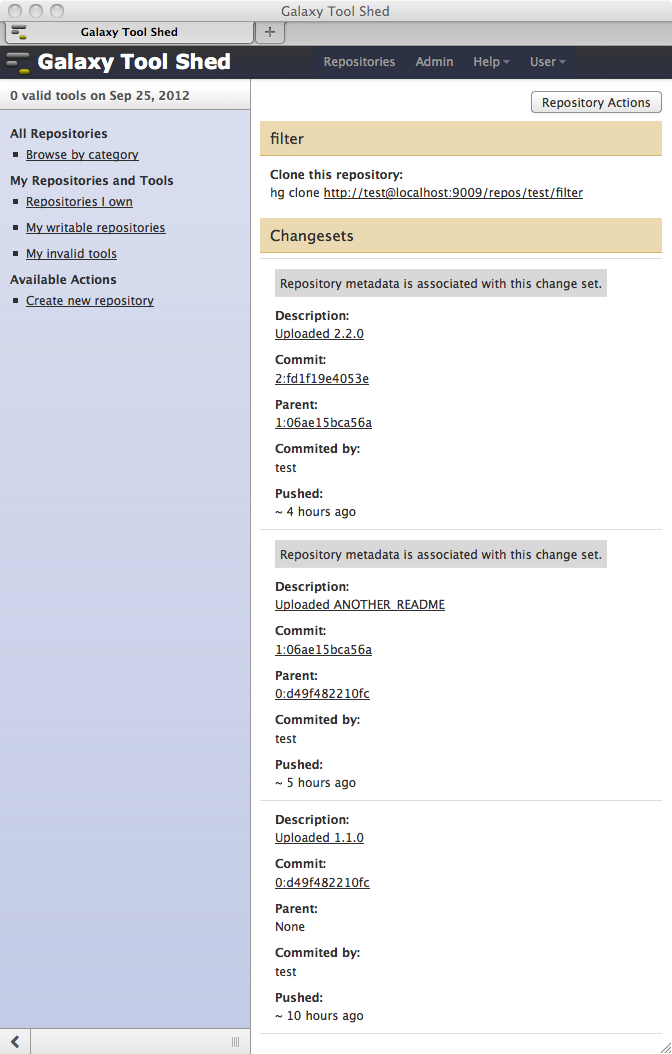 Galaxy Tool Shed
Galaxy Tool Shed
Galaxy Tool Shed
Repositories Admin Help User
0 valid tools on Sep 25, 2012
Repository Actions
All Repositories
Browse by category
My Repositories and Tools
Repositories I own
My writable repositories
My invalid tools
Available Actions
Create new repository
filter
Clone this repository:
hg clone http://test@localhost:9009/repos/test/filter
Changesets
Repository metadata is associated with this change set.
Description:
Uploaded 2.2.0
Commit:
2:fd1f19e4053e
Parent:
1:06ae15bca56a
Commited by:
test
Pushed:
~ 4 hours ago
Repository metadata is associated with this change set.
Description:
Uploaded ANOTHER_README
Commit:
1:06ae15bca56a
Parent:
0:d49f482210fc
Commited by:
test
Pushed:
~ 5 hours ago
Description:
Uploaded 1.1.0
Commit:
0:d49f482210fc
Parent:
None
Commited by:
test
Pushed:
~ 10 hours ago